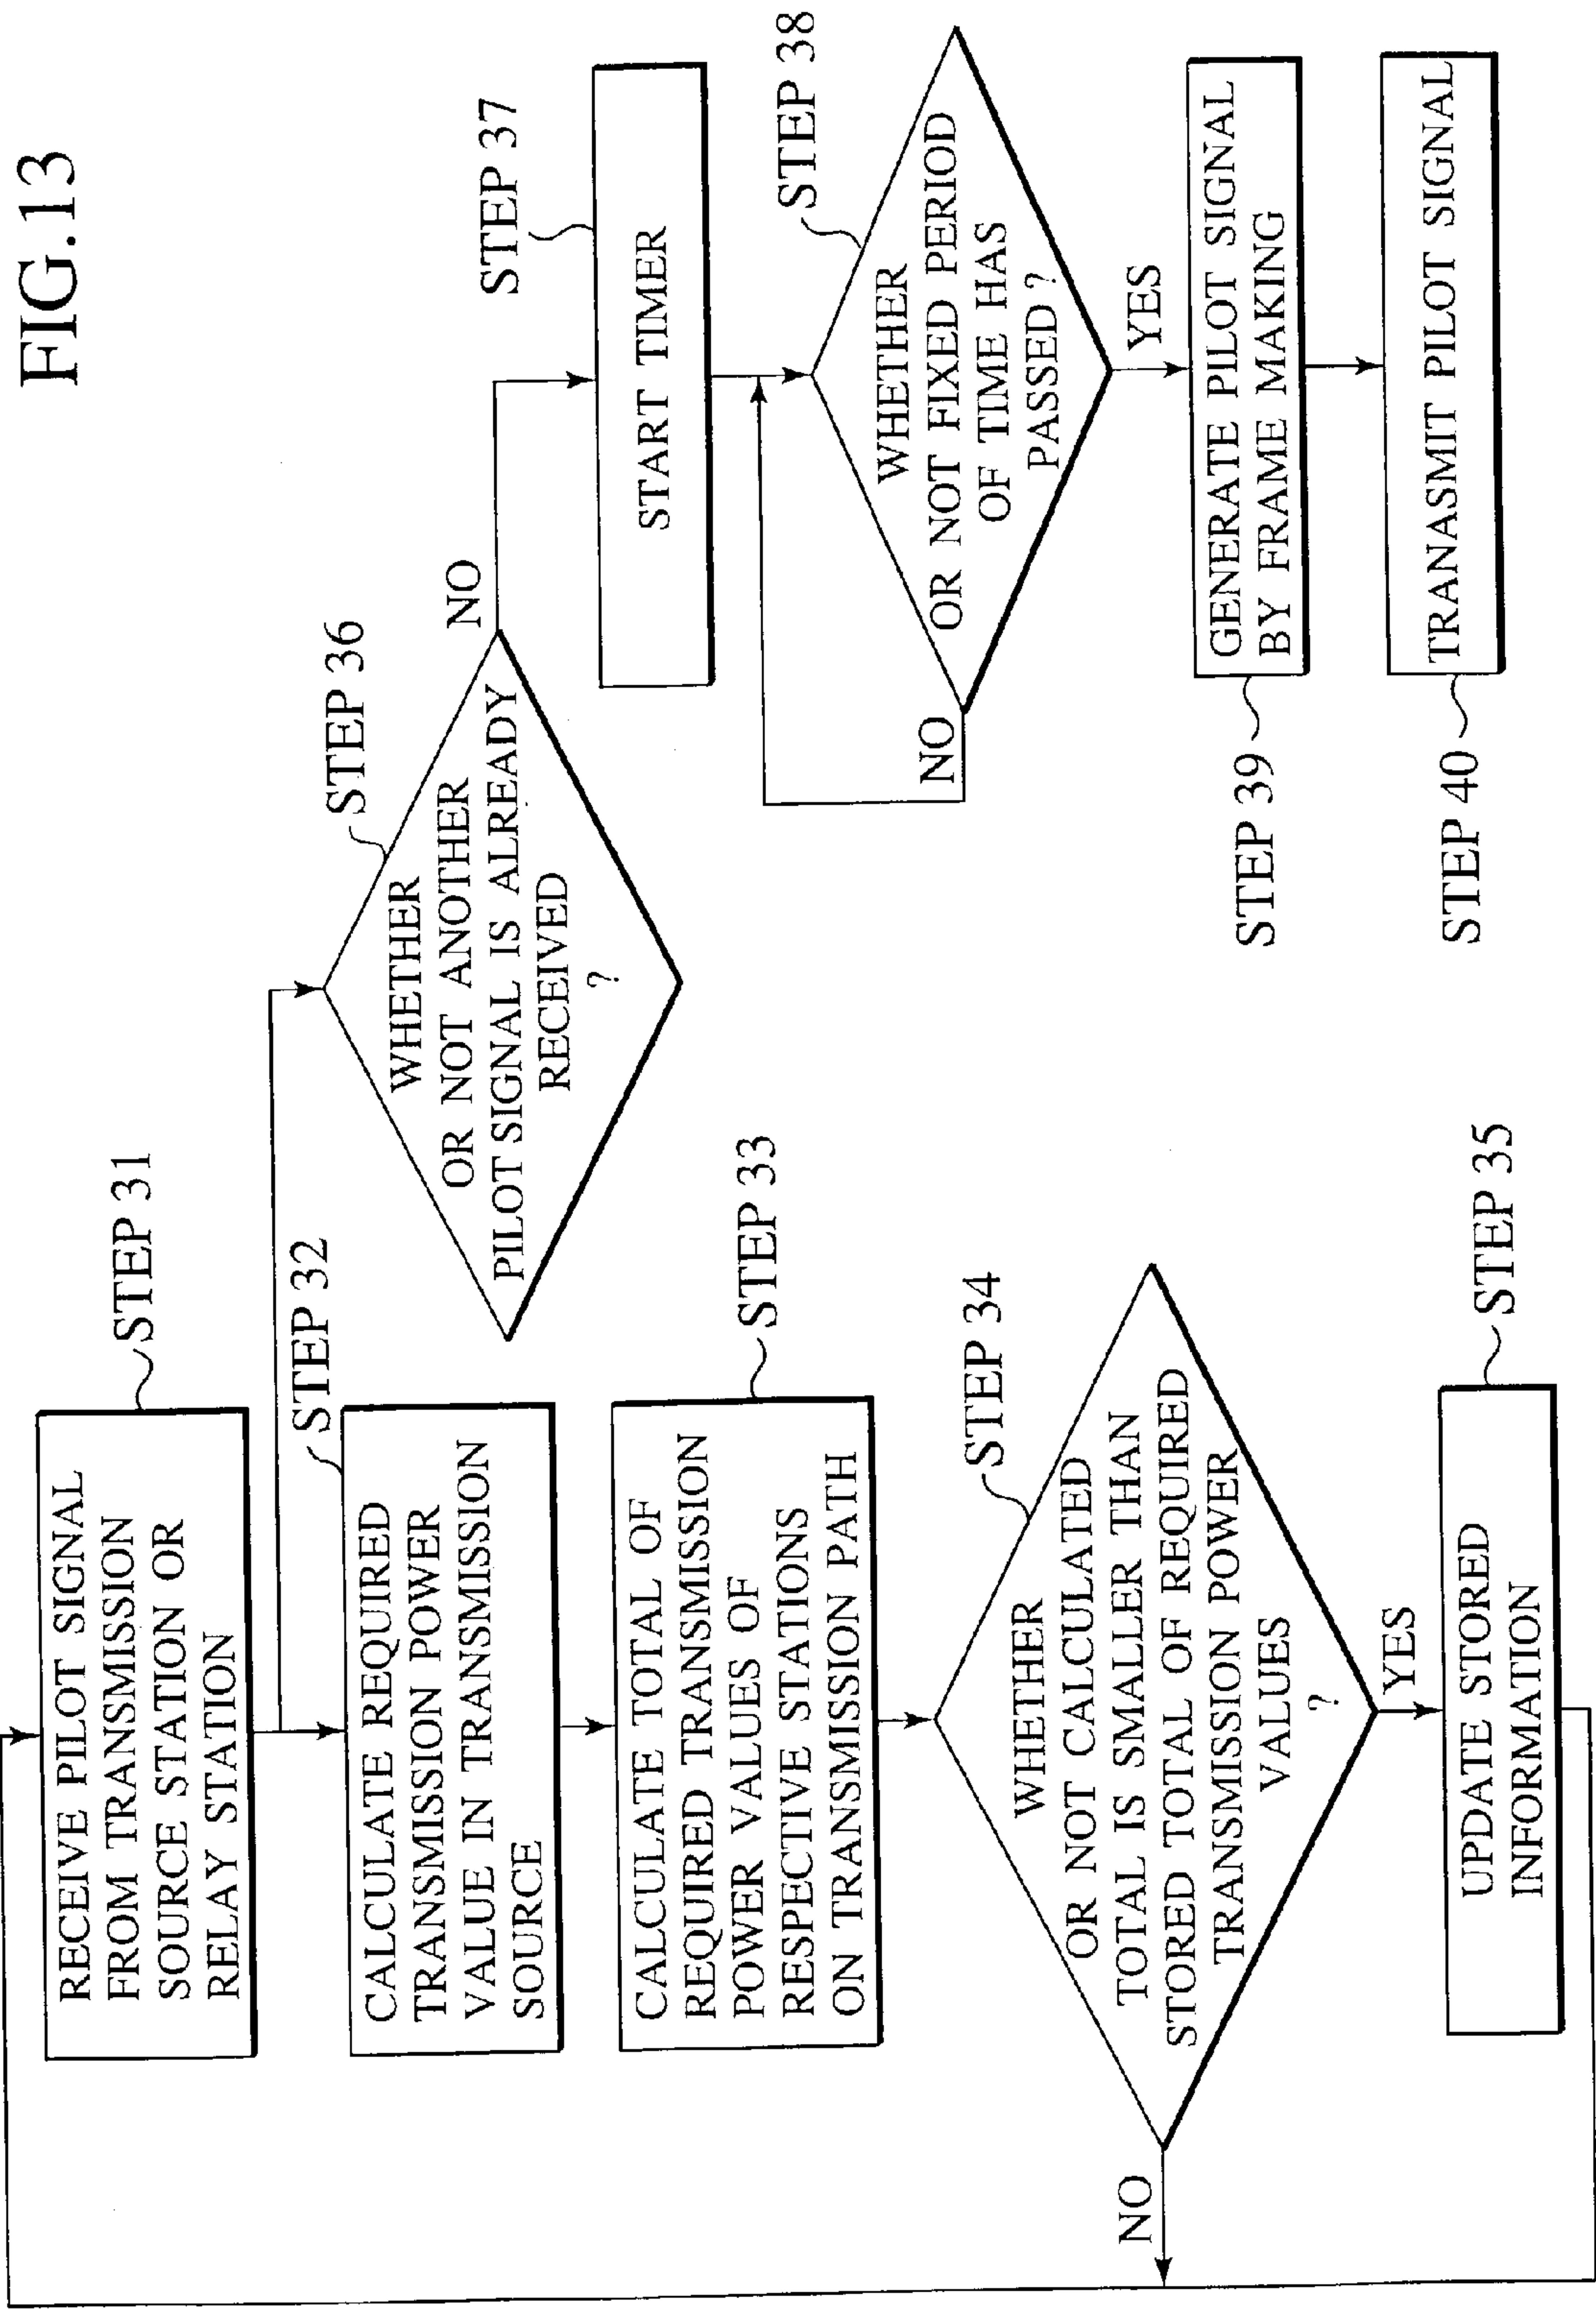 FIG.13
STEP 31
RECEIVE PILOT SIGNAL
FROM TRANSMISSION
SOURCE STATION OR
RELAY STATION
STEP 32
CALCULATE REQUIRED
TRANSMISSION POWER
VALUE IN TRANSMISSION
SOURCE
STEP 33
CALCULATE TOTAL OF
REQUIRED TRANSMISSION
POWER VALUES OF
RESPECTIVE STATIONS
ON TRANSMISSION PATH
STEP 34
WHETHER
OR NOT CALCULATED
TOTAL IS SMALLER THAN
STORED TOTAL OF REQUIRED
TRANSMISSION POWER
VALUES
?
NO
YES
STEP 35
UPDATE STORED
INFORMATION
STEP 36
WHETHER
OR NOT ANOTHER
PILOT SIGNAL IS ALREADY
RECEIVED
?
NO
STEP 37
START TIMER
STEP 38
WHETHER
OR NOT FIXED PERIOD
OF TIME HAS
PASSED ?
NO
YES
STEP 39
GENERATE PILOT SIGNAL
BY FRAME MAKING
STEP 40
TRANASMIT PILOT SIGNAL